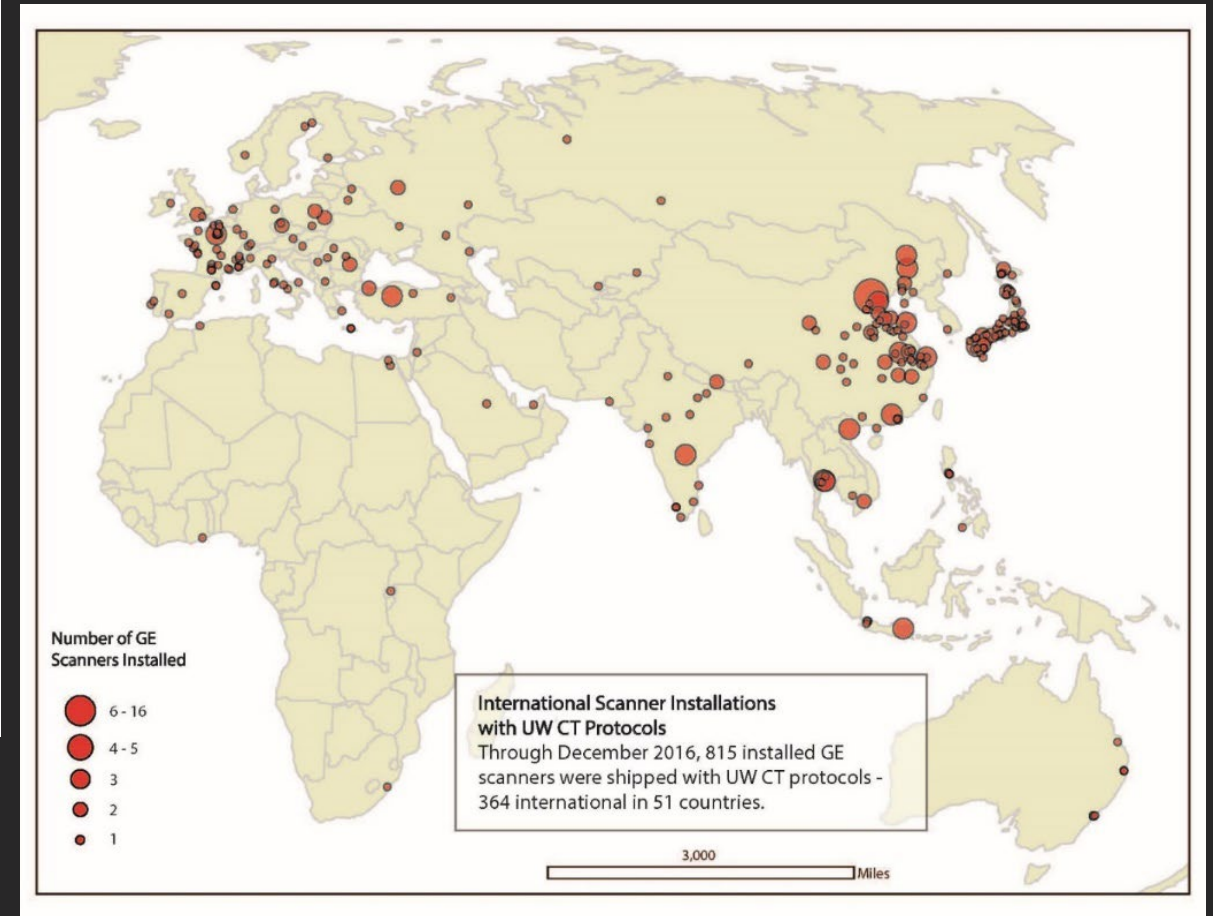 Number of GE
Scanners Installed
6 - 16
4 - 5
3
2
1
International Scanner Installations
with UW CT Protocols
Through December 2016, 815 installed GE
scanners were shipped with UW CT protocols -
364 international in 51 countries.
3,000
Miles